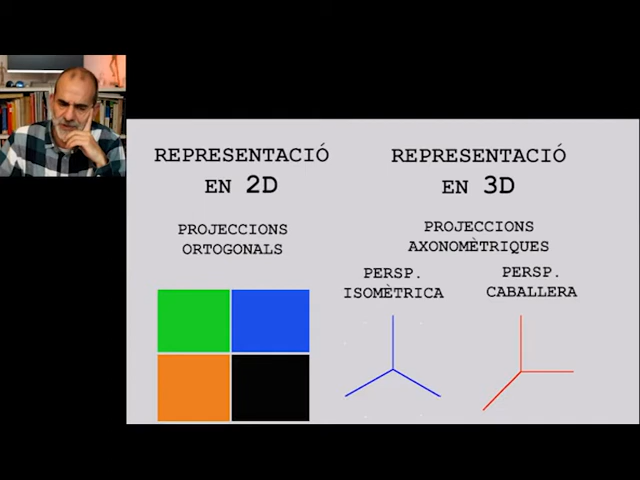 REPRESENTACIÓ
EN 2D
PROJECCIONS
ORTOGONALS
REPRESENTACIÓ
EN 3D
PROJECCIONS
AXONOMÈTRIQUES
PERSP.
ISOMÈTRICA
PERSP.
CABALLERA